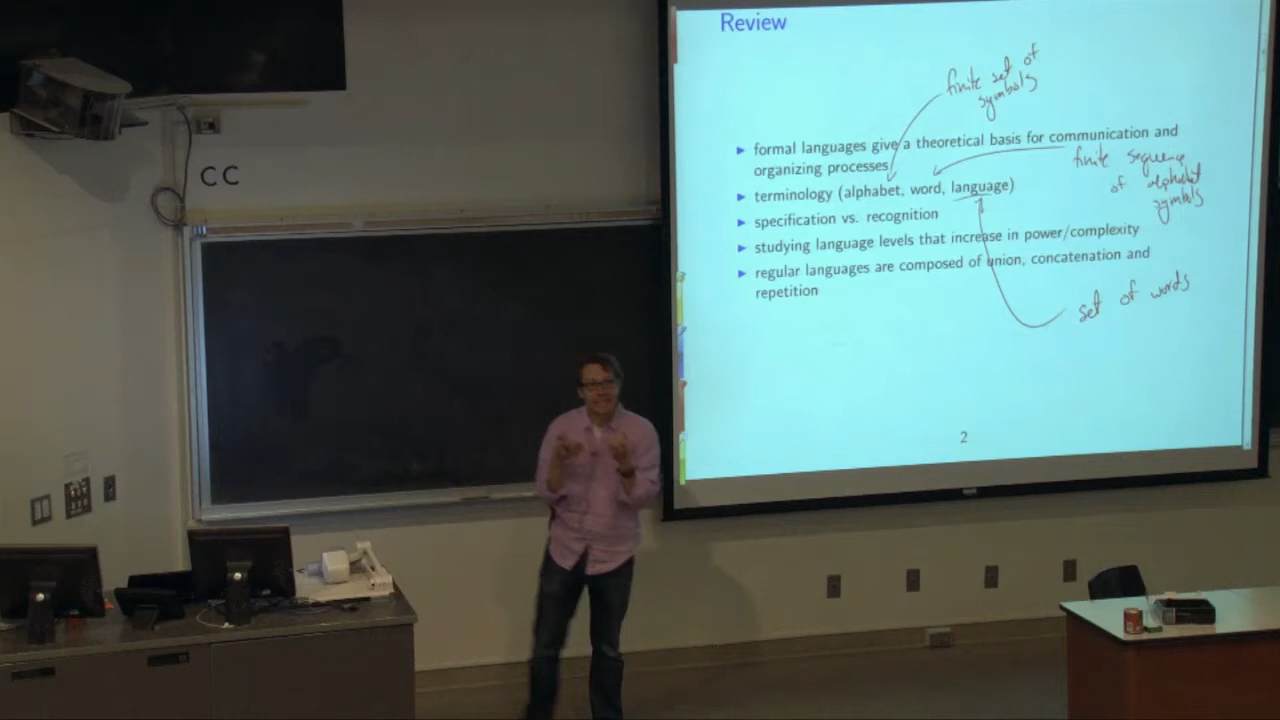 Review
finite set of
symbols
formal languages give a theoretical basis for communication and
organizing processes
finite sequence
of alphabet
symbols
terminology (alphabet, word, language)
specification vs. recognition
studying language levels that increase in power/complexity
regular languages are composed of union, concatenation and
repetition
set of words
2
CC